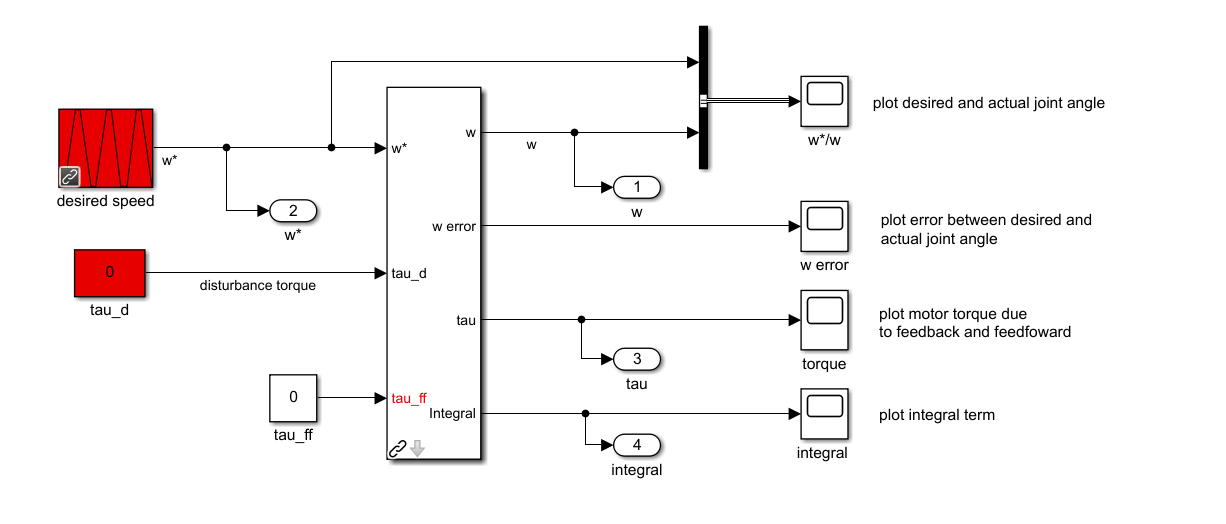 plot desired and actual joint angle
w*/w
w*
w*
w
w
1
w
desired speed
2
w*
w error
plot error between desired and
actual joint angle
w error
0
tau_d
disturbance torque
tau_d
tau
plot motor torque due
to feedback and feedfoward
torque
3
tau
0
tau_ff
tau_ff
Integral
plot integral term
integral
4
integral